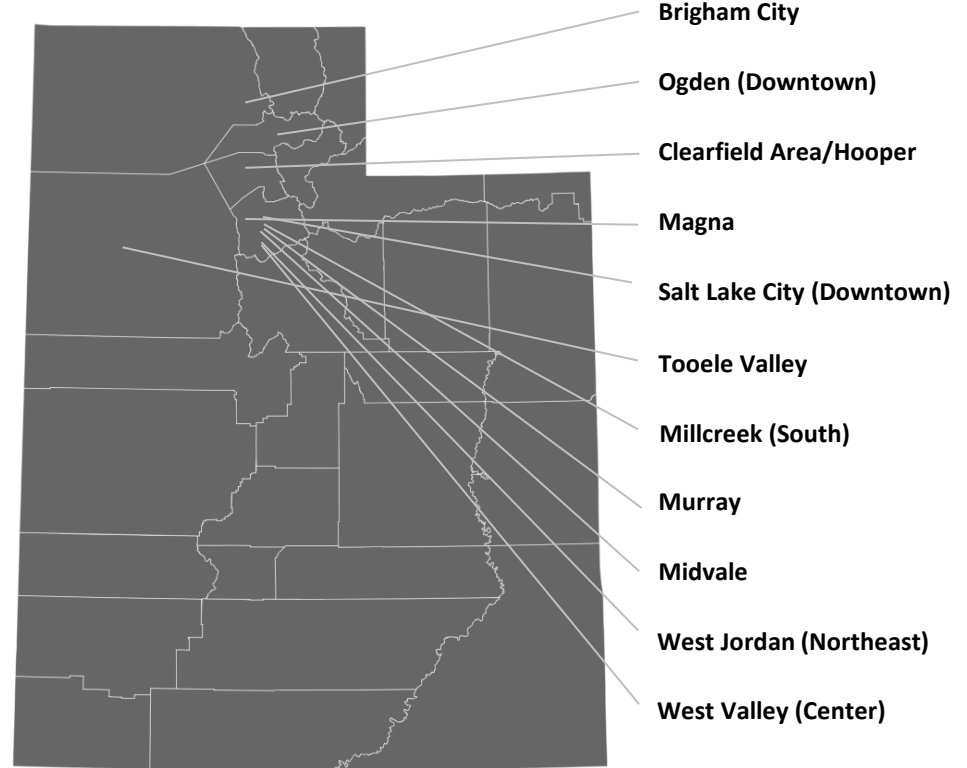 Brigham City
Ogden (Downtown)
Clearfield Area/Hooper
Magna
Salt Lake City (Downtown)
Tooele Valley
Millcreek (South)
Murray
Midvale
West Jordan (Northeast)
West Valley (Center)